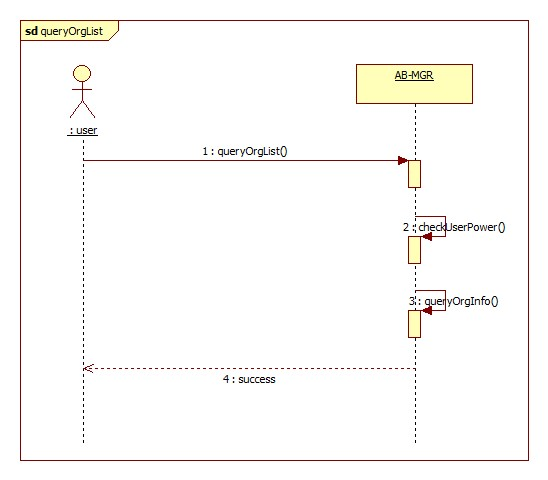 sd queryOrgList
AB-MGR
: user
1 : queryOrgList()
2 : checkUserPower()
3 : queryOrgInfo()
4 : success